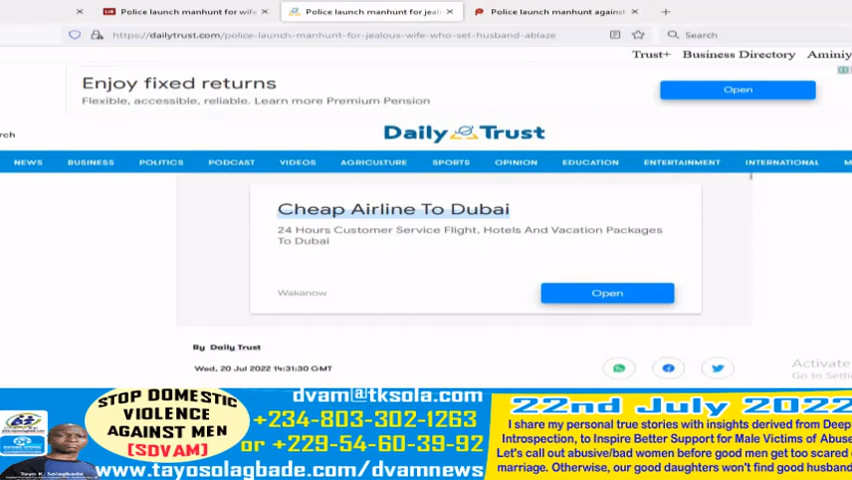 Police launch manhunt for wife
Police launch manhunt for jeal
Police launch manhunt against
https://dailytrust.com/police-launch-manhunt-for-jealous-wife-who-set-husband-ablaze
Search
Trust+ Business Directory Aminiy
Enjoy fixed returns
Flexible, accessible, reliable. Learn more Premium Pension
Open
rch
Daily Trust
NEWS BUSINESS POLITICS PODCAST VIDEOS AGRICULTURE SPORTS OPINION EDUCATION ENTERTAINMENT INTERNATIONAL M
Cheap Airline To Dubai
24 Hours Customer Service Flight, Hotels And Vacation Packages
To Dubai
Wakanow
Open
By Daily Trust
Wed, 20 Jul 2022 14:31:30 GMT
Activate
Go to Setti
STOP DOMESTIC
VIOLENCE
AGAINST MEN
(SDVAM)
dvam@tksola.com
+234-803-302-1263
or +229-54-60-39-92
www.tayosolagbade.com/dvamnews
Tayo K. Solagbade
22nd July 2022
I share my personal true stories with insights derived from Deep
Introspection, to Inspire Better Support for Male Victims of Abuse
Let's call out abusive/bad women before good men get too scared o
marriage. Otherwise, our good daughters won't find good husband